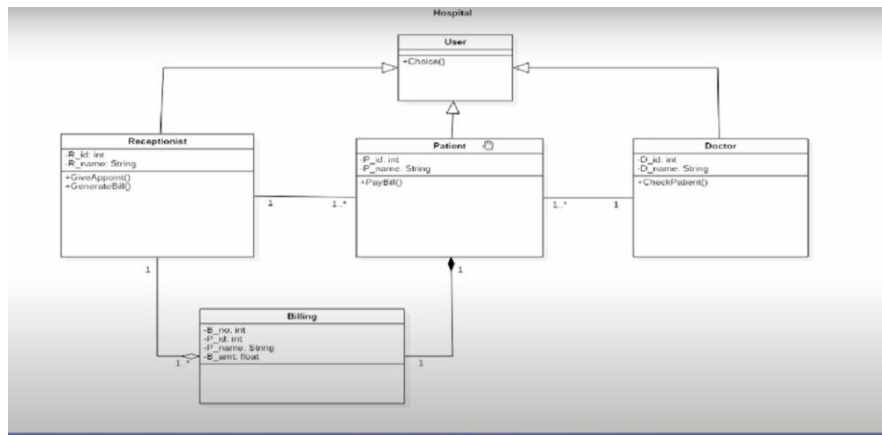 Hospital
User
+Choice()
Receptionist
-R_id: int
-R_name: String
+GiveAppoint()
+GenerateBill()
Patient
-P_id: int
-P_name: String
+PayBill()
Doctor
-D_id: int
-D_name: String
+CheckPatient()
1
1..*
1..*
1
1
1
Billing
-B_no: int
-P_id: int
-P_name: String
-B_amt: float
1..*
1